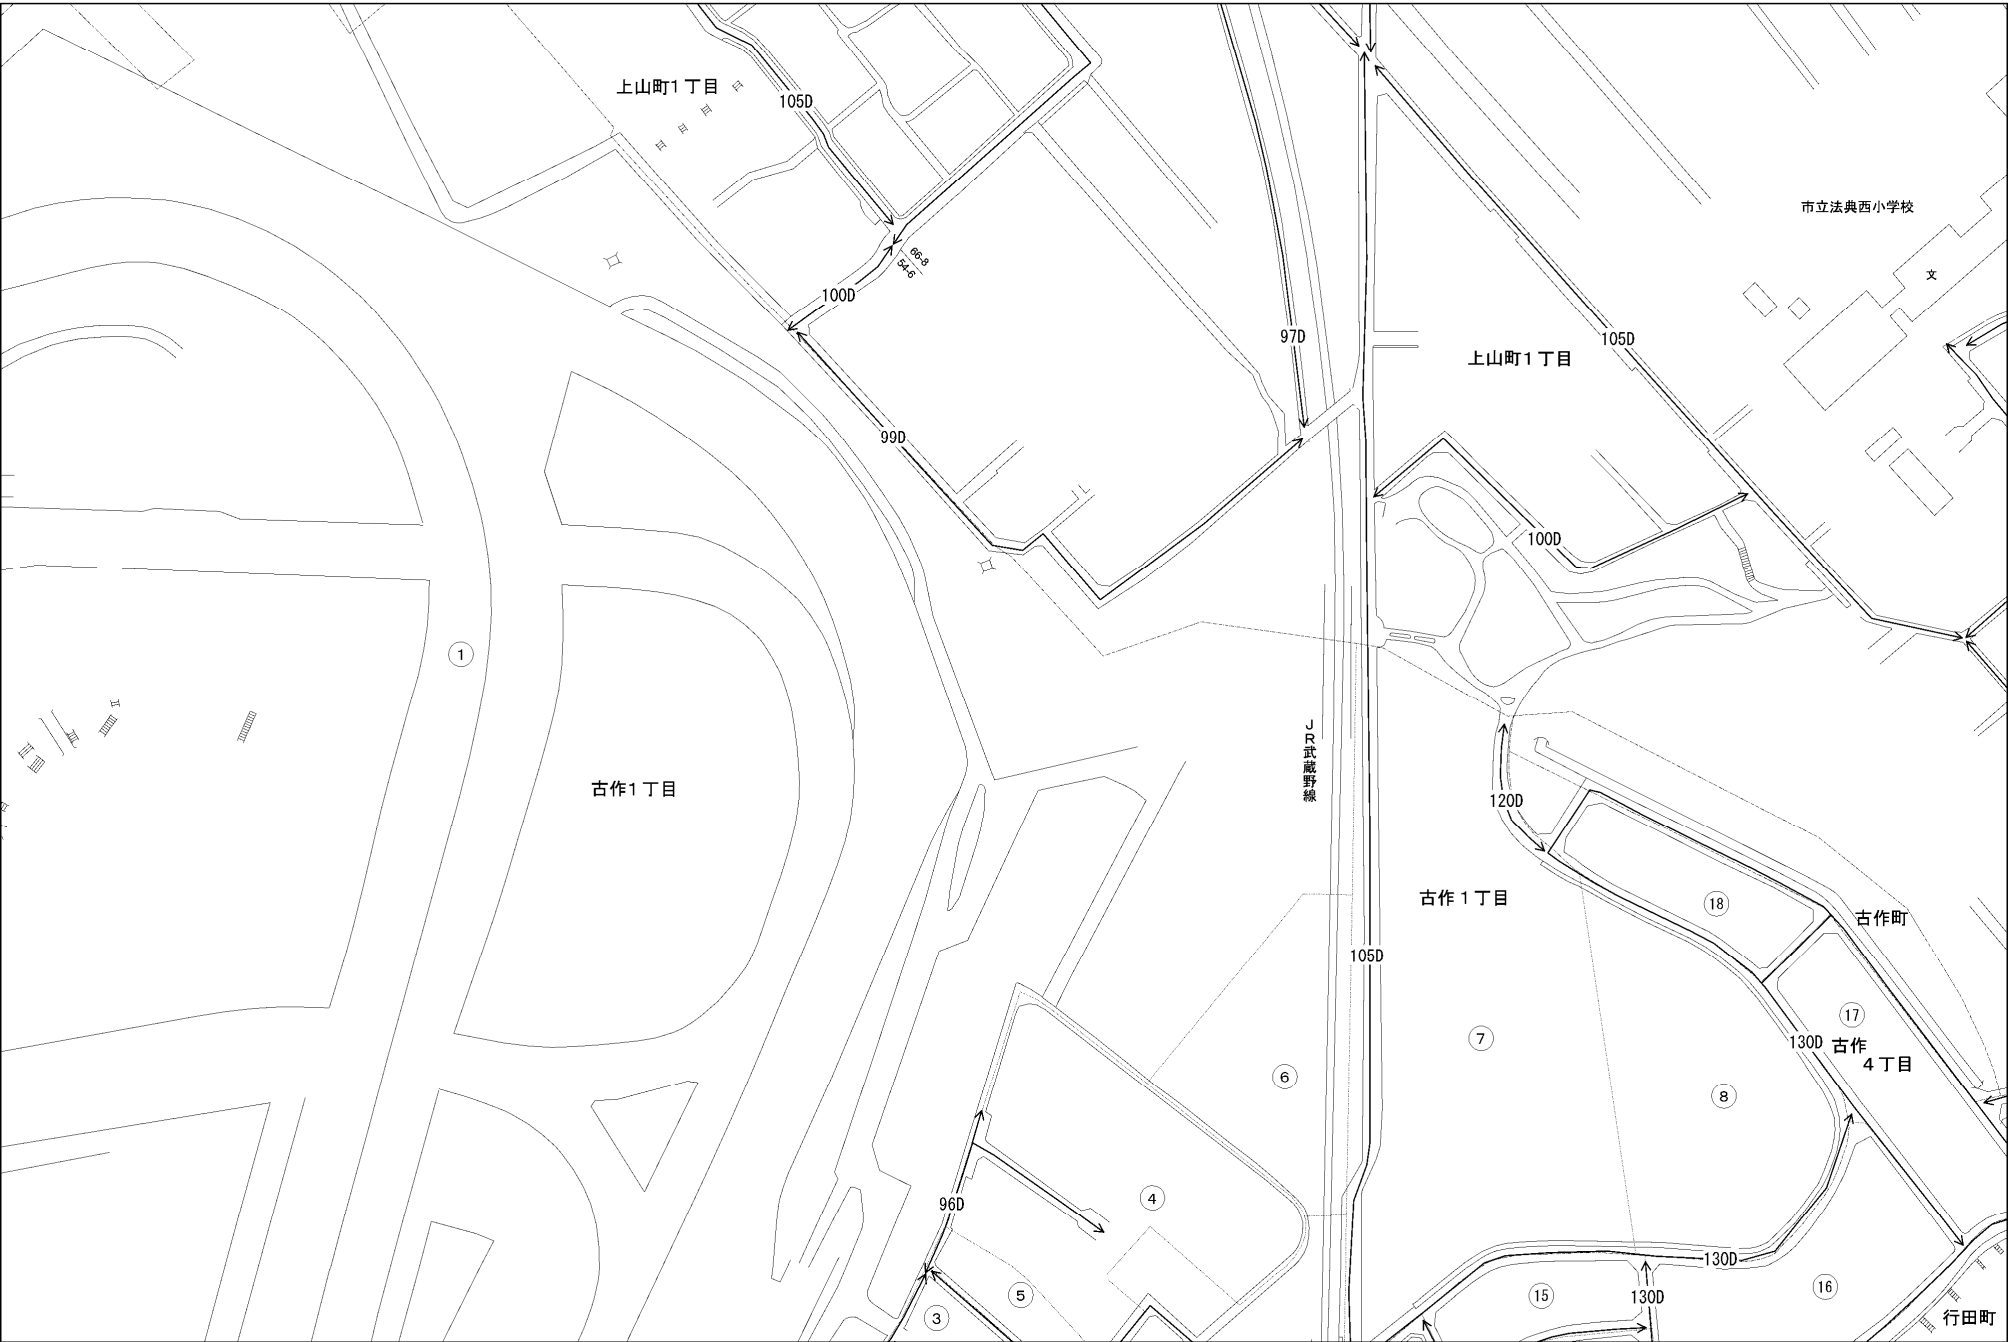 上山町1丁目
105D
市立法典西小学校
文
66-8
54-6
100D
97D
105D
上山町1丁目
99D
100D
1
JR武蔵野線
古作1丁目
120D
古作1丁目
18
古作町
105D
17
130D
古作
4丁目
7
6
8
4
96D
130D
5
3
15
130D
16
行田町